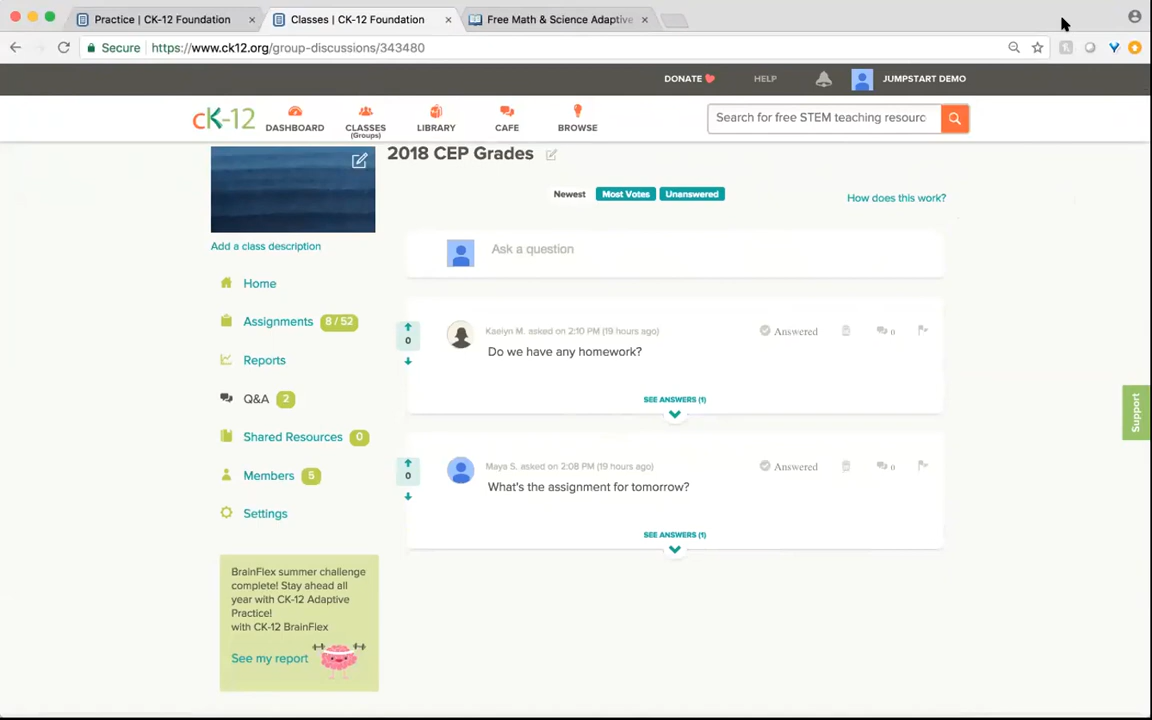 Practice | CK-12 Foundation
Classes | CK-12 Foundation
Free Math & Science Adaptive
Secure https://www.ck12.org/group-discussions/343480
DONATE HELP JUMPSTART DEMO
cK-12
DASHBOARD
CLASSES
(Groups)
LIBRARY
CAFE
BROWSE
Search for free STEM teaching resourc
2018 CEP Grades
Newest Most Votes Unanswered
How does this work?
Add a class description
Ask a question
Home
Assignments 8 / 52
Reports
Q&A 2
Shared Resources 0
Members 5
Settings
0
Kaelyn M. asked on 2:10 PM (19 hours ago)
Answered 0
Do we have any homework?
SEE ANSWERS (1)
0
Maya S. asked on 2:08 PM (19 hours ago)
Answered 0
What's the assignment for tomorrow?
SEE ANSWERS (1)
Support
BrainFlex summer challenge
complete! Stay ahead all
year with CK-12 Adaptive
Practice!
with CK-12 BrainFlex
See my report